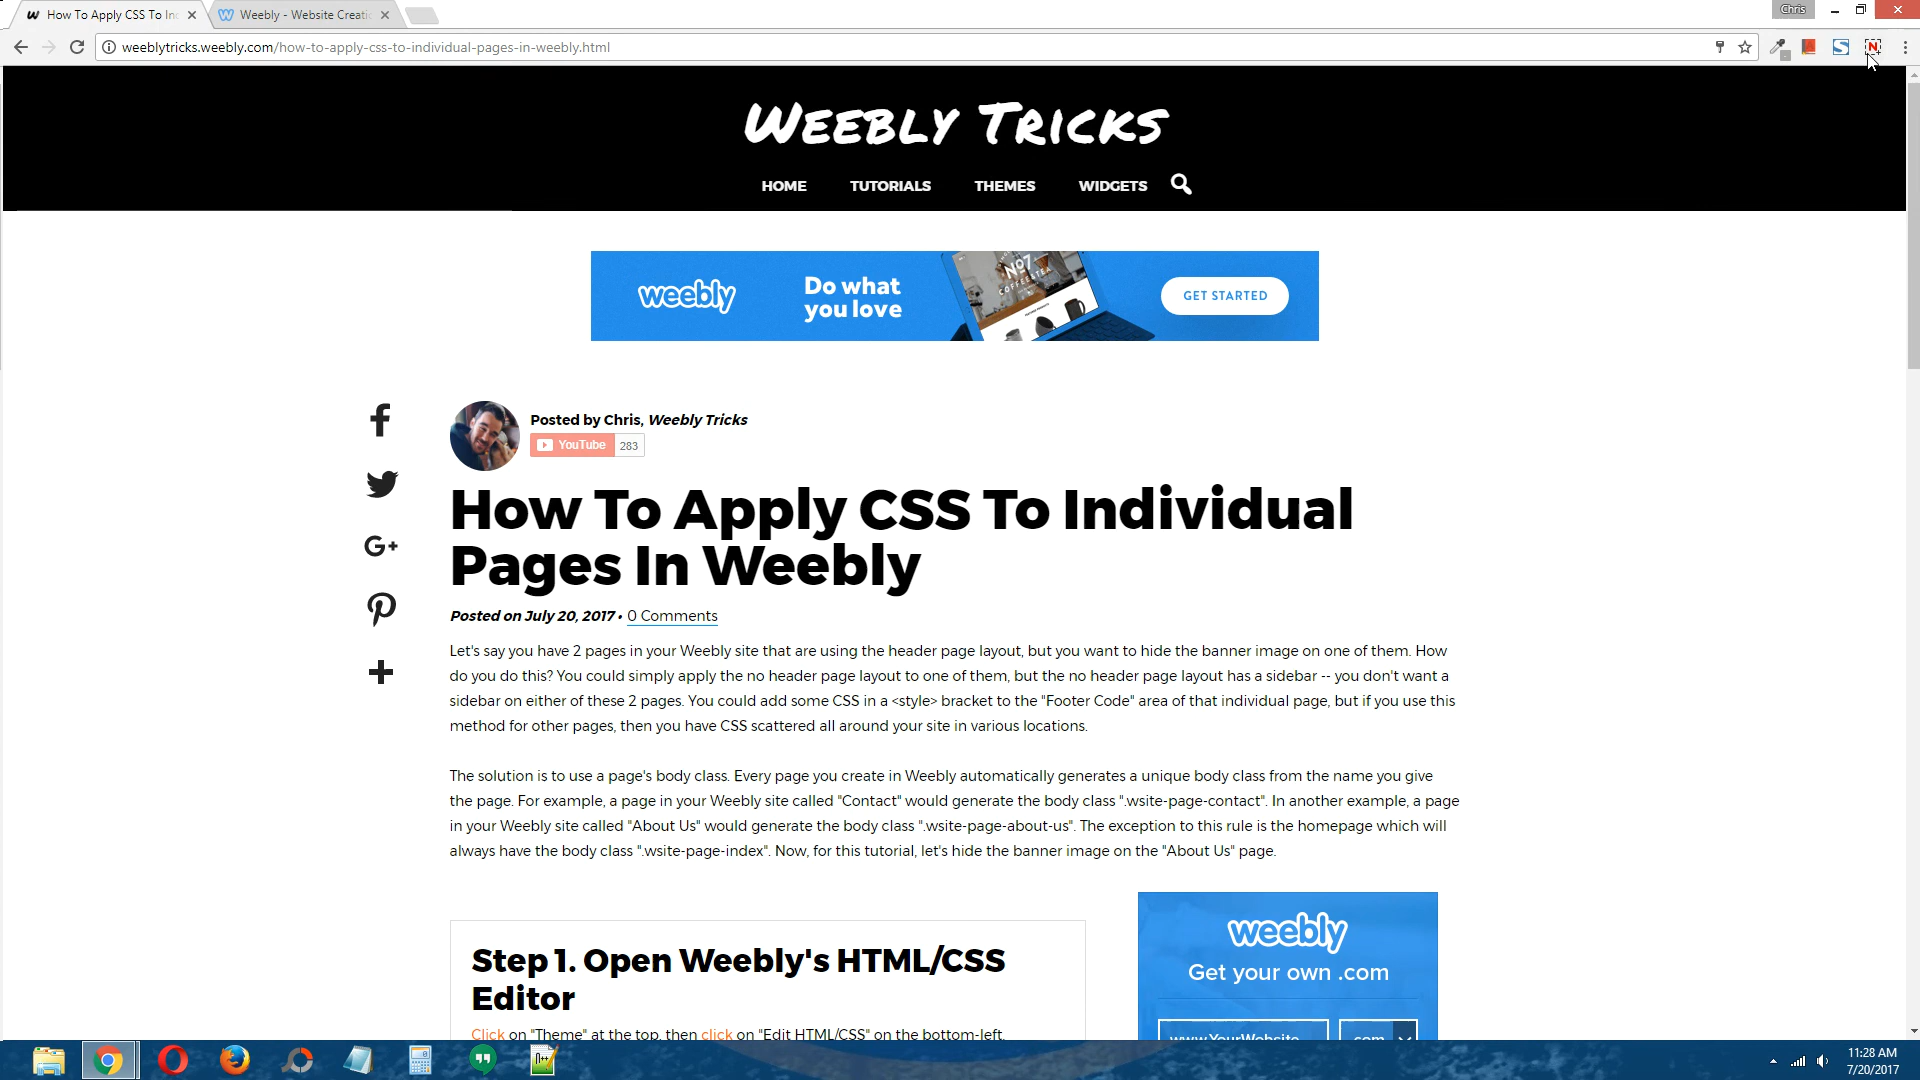 How To Apply CSS To In
Weebly - Website Creatio
Chris
weeblytricks.weebly.com/how-to-apply-css-to-individual-pages-in-weebly.html
WEEBLY TRICKS
HOME TUTORIALS THEMES WIDGETS
weebly
Do what
you love
No7
COFFEE & TEA
GET STARTED
Posted by Chris, Weebly Tricks
YouTube 283
How To Apply CSS To Individual
Pages In Weebly
Posted on July 20, 2017 • 0 Comments
Let's say you have 2 pages in your Weebly site that are using the header page layout, but you want to hide the banner image on one of them. How
do you do this? You could simply apply the no header page layout to one of them, but the no header page layout has a sidebar -- you don't want a
sidebar on either of these 2 pages. You could add some CSS in a <style> bracket to the "Footer Code" area of that individual page, but if you use this
method for other pages, then you have CSS scattered all around your site in various locations.
The solution is to use a page's body class. Every page you create in Weebly automatically generates a unique body class from the name you give
the page. For example, a page in your Weebly site called "Contact" would generate the body class ".wsite-page-contact". In another example, a page
in your Weebly site called "About Us" would generate the body class ".wsite-page-about-us". The exception to this rule is the homepage which will
always have the body class ".wsite-page-index". Now, for this tutorial, let's hide the banner image on the "About Us" page.
Step 1. Open Weebly's HTML/CSS
Editor
Click on "Theme" at the top, then click on "Edit HTML/CSS" on the bottom-left.
weebly
Get your own .com
www.YourWebsite .com
11:28 AM
7/20/2017